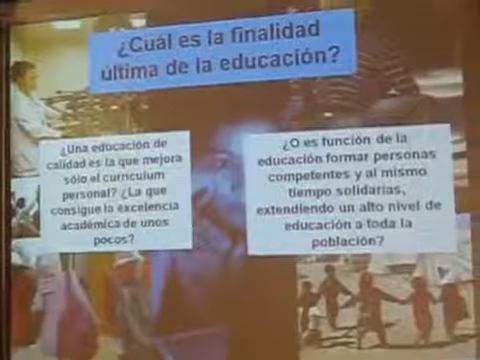 ¿Cuál es la finalidad
última de la educación?
¿Una educación de
calidad es la que mejora
sólo el curriculum
personal? ¿La que
consigue la excelencia
académica de unos
pocos?
¿O es función de la
educación formar personas
competentes y al mismo
tiempo solidarias,
extendiendo un alto nivel de
educación a toda la
población?